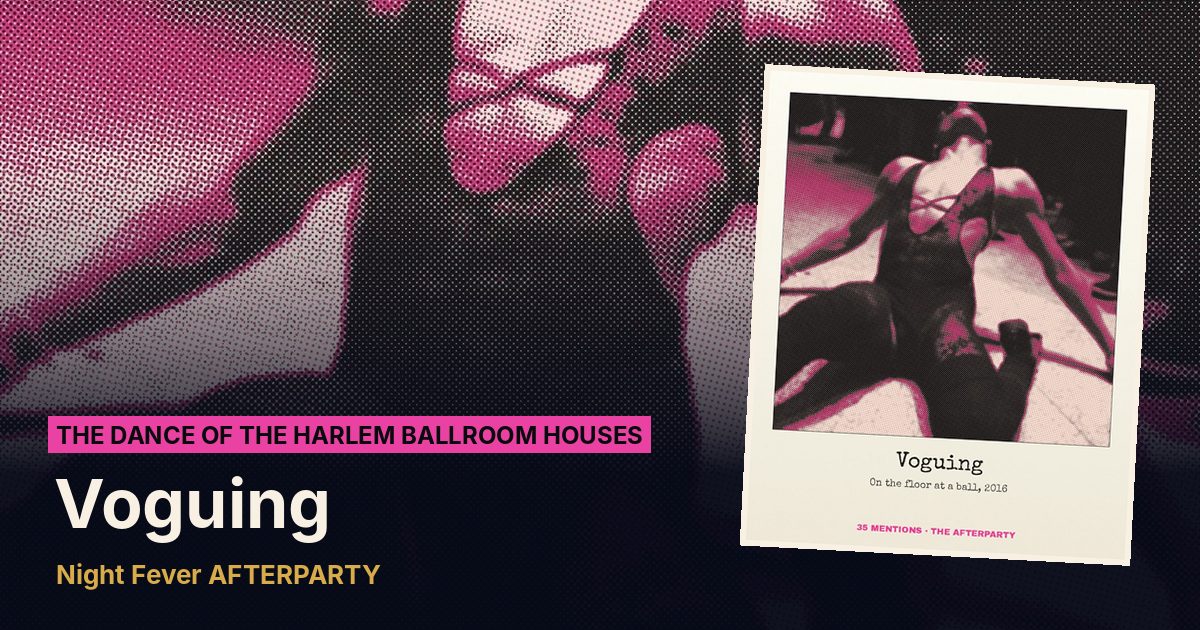 THE DANCE OF THE HARLEM BALLROOM HOUSES
Voguing
Night Fever AFTERPARTY
Voguing
On the floor at a ball, 2016
35 MENTIONS · THE AFTERPARTY